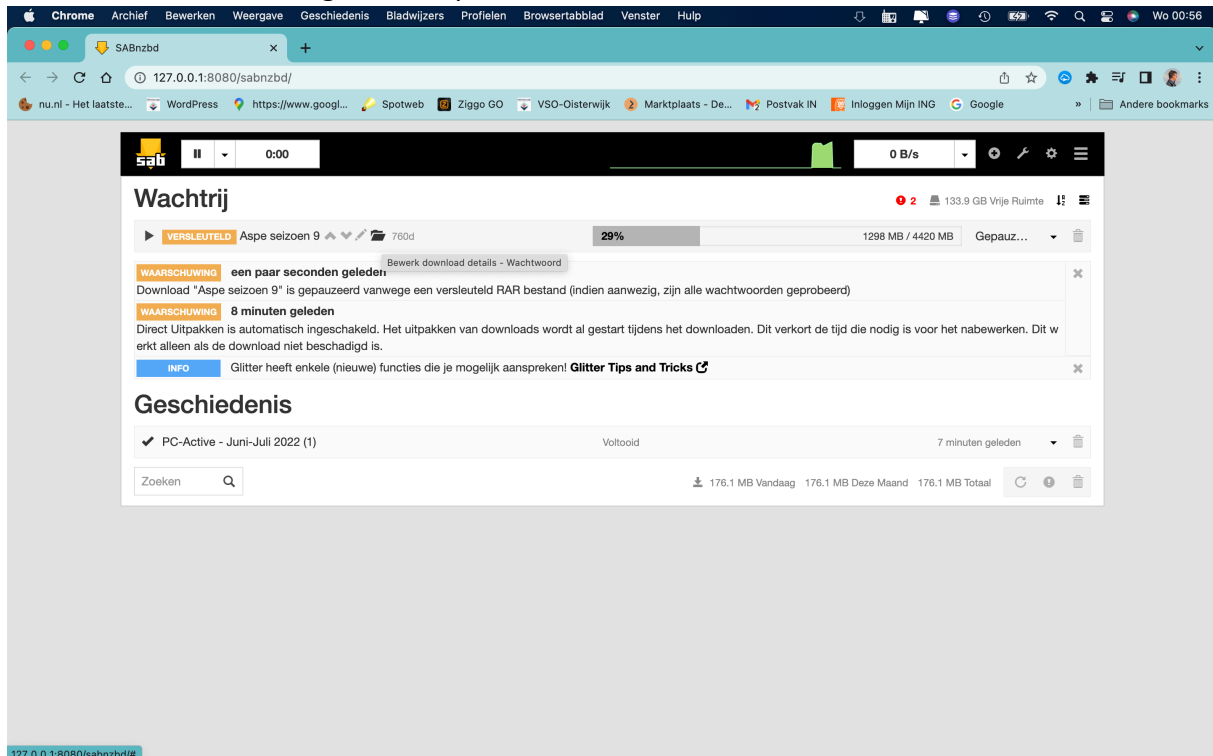 Chrome Archief Bewerken Weergave Geschiedenis Bladwijzers Profielen Browsertabblad Venster Hulp Wo 00:56
SABnzbd
127.0.0.1:8080/sabnzbd/
nu.nl - Het laatste... WordPress https://www.googl... Spotweb Ziggo GO VSO-Oisterwijk Marktplaats - De... Postvak IN Inloggen Mijn ING Google » Andere bookmarks
sab 0:00 0 B/s
Wachtrij
2 133.9 GB Vrije Ruimte
VERSLEUTELD Aspe seizoen 9 760d 29% 1298 MB / 4420 MB Gepauz...
Bewerk download details - Wachtwoord
WAARSCHUWING een paar seconden geleden
Download "Aspe seizoen 9" is gepauzeerd vanwege een versleuteld RAR bestand (indien aanwezig, zijn alle wachtwoorden geprobeerd)
WAARSCHUWING 8 minuten geleden
Direct Uitpakken is automatisch ingeschakeld. Het uitpakken van downloads wordt al gestart tijdens het downloaden. Dit verkort de tijd die nodig is voor het nabewerken. Dit w
erkt alleen als de download niet beschadigd is.
INFO Glitter heeft enkele (nieuwe) functies die je mogelijk aanspreken! Glitter Tips and Tricks
Geschiedenis
PC-Active - Juni-Juli 2022 (1) Voltooid 7 minuten geleden
Zoeken 176.1 MB Vandaag 176.1 MB Deze Maand 176.1 MB Totaal
127.0.0.1:8080/sabnzbd/#